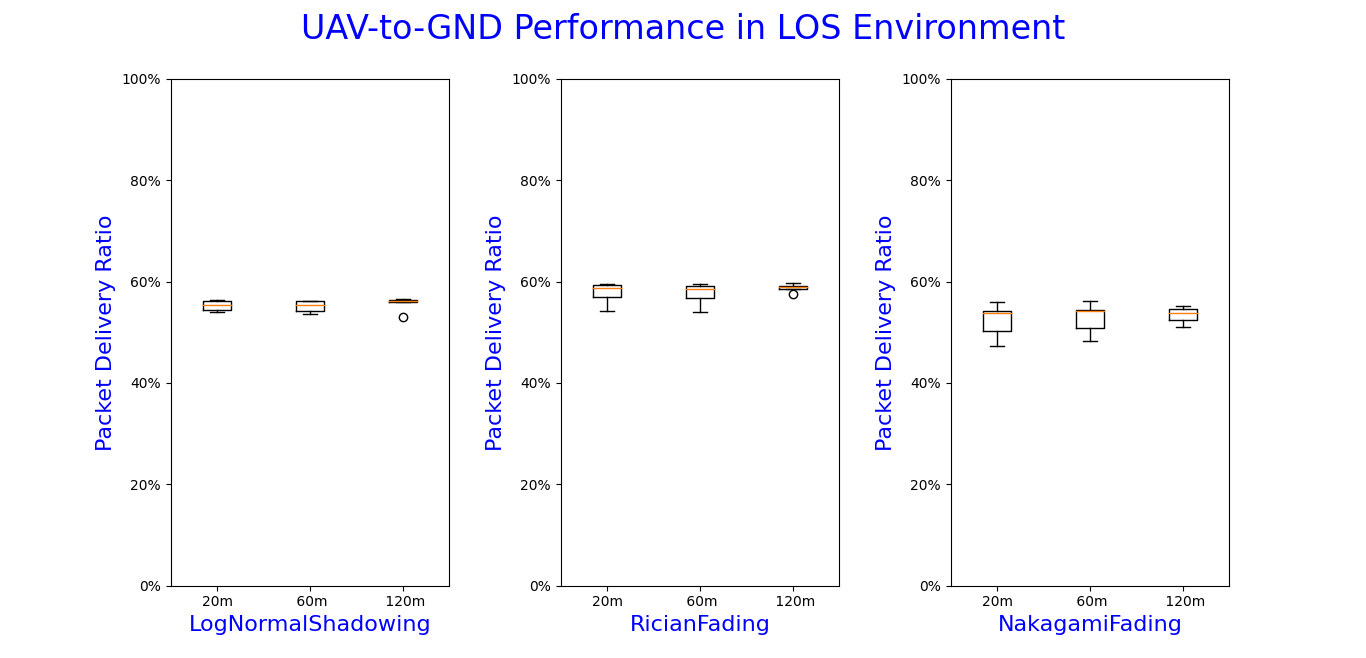 UAV-to-GND Performance in LOS Environment
Packet Delivery Ratio
100%
80%
60%
40%
20%
0%
20m
60m
120m
LogNormalShadowing
Packet Delivery Ratio
100%
80%
60%
40%
20%
0%
20m
60m
120m
RicianFading
Packet Delivery Ratio
100%
80%
60%
40%
20%
0%
20m
60m
120m
NakagamiFading